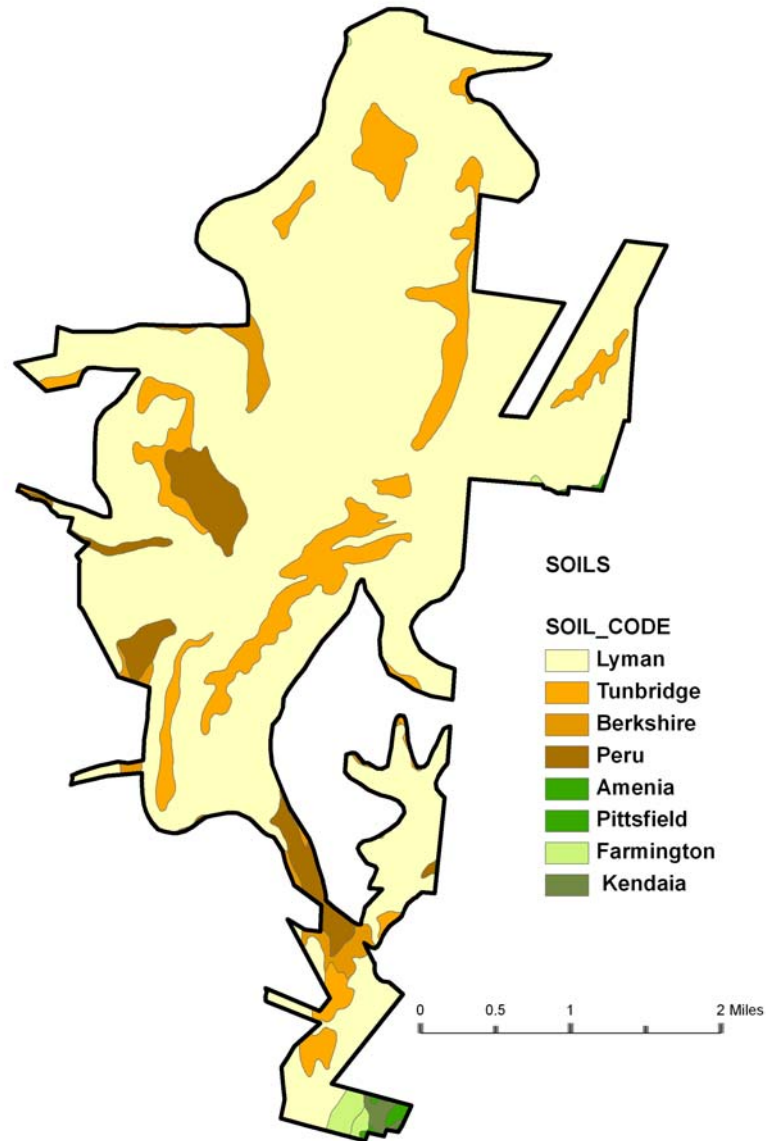 SOILS
SOIL_CODE
Lyman
Tunbridge
Berkshire
Peru
Amenia
Pittsfield
Farmington
Kendaia
0 0.5 1 2 Miles